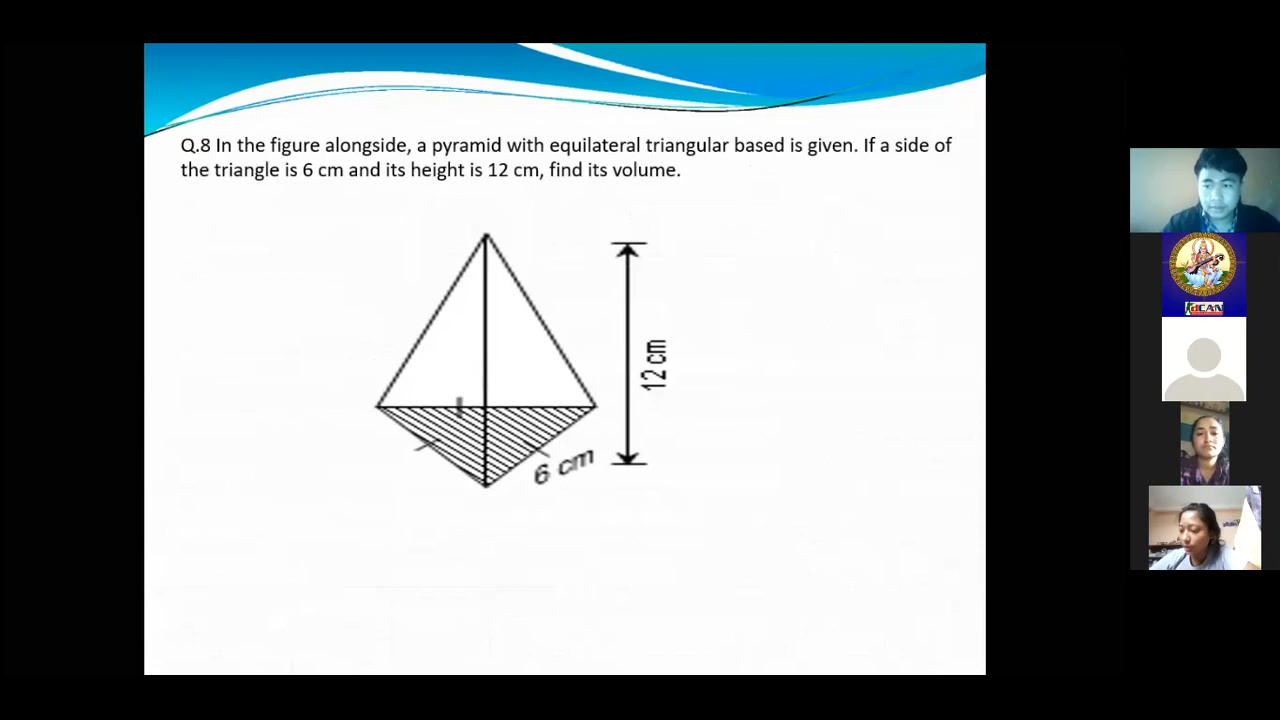 Q.8 In the figure alongside, a pyramid with equilateral triangular based is given. If a side of
the triangle is 6 cm and its height is 12 cm, find its volume.
12 cm
6 cm